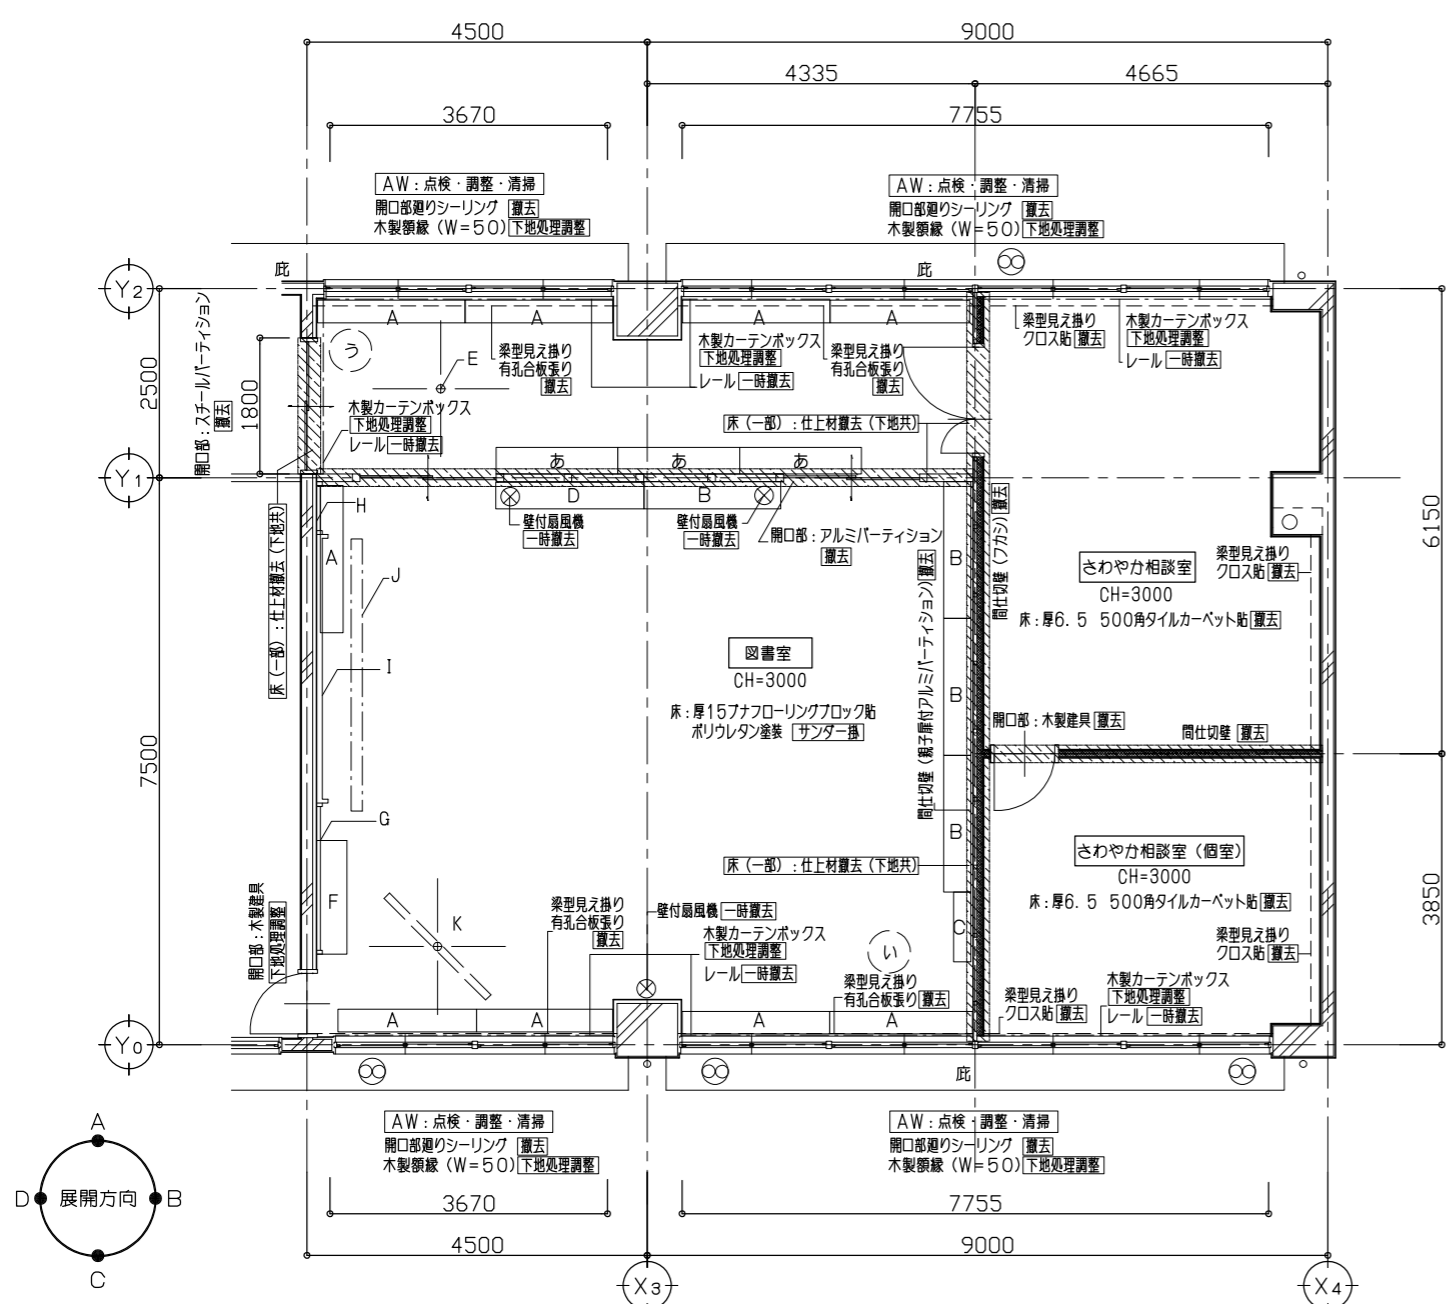 4500
9000
4335
4665
3670
7755
AW:点検・調整・清掃
開口部廻りシーリング 撤去
木製額縁(W=50)下地処理調整
AW:点検・調整・清掃
開口部廻りシーリング 撤去
木製額縁(W=50)下地処理調整
庇
庇
Y2
2500
開口部:スチールパーティション
撤去
1800
A
A
A
A
う
E
梁型見え掛り
有孔合板張り
撤去
木製カーテンボックス
下地処理調整
レール 一時撤去
梁型見え掛り
有孔合板張り
撤去
梁型見え掛り
クロス貼 撤去
木製カーテンボックス
下地処理調整
レール 一時撤去
木製カーテンボックス
下地処理調整
レール 一時撤去
床(一部):仕上材撤去(下地共)
Y1
あ
あ
あ
D
B
H
A
J
壁付扇風機
一時撤去
壁付扇風機
一時撤去
開口部:アルミパーティション
撤去
B
間仕切壁(フカシ)撤去
6150
さわやか相談室
CH=3000
床:厚6.5 500角タイルカーペット貼 撤去
梁型見え掛り
クロス貼 撤去
床(一部):仕上材撤去(下地共)
I
図書室
CH=3000
床:厚15ブナフローリングブロック貼
ポリウレタン塗装 サンダー掛
B
間仕切壁(親子扉付アルミパーティション)撤去
開口部:木製建具 撤去
間仕切壁 撤去
7500
G
B
床(一部):仕上材撤去(下地共)
さわやか相談室(個室)
CH=3000
床:厚6.5 500角タイルカーペット貼 撤去
3850
開口部:木製建具
下地処理調整
F
K
梁型見え掛り
有孔合板張り
撤去
壁付扇風機 一時撤去
木製カーテンボックス
下地処理調整
レール 一時撤去
い
C
梁型見え掛り
有孔合板張り 撤去
梁型見え掛り
クロス貼 撤去
梁型見え掛り
クロス貼 撤去
木製カーテンボックス
下地処理調整
レール 一時撤去
A
A
A
A
Y0
庇
AW:点検・調整・清掃
開口部廻りシーリング 撤去
木製額縁(W=50)下地処理調整
AW:点検・調整・清掃
開口部廻りシーリング 撤去
木製額縁(W=50)下地処理調整
A
D 展開方向 B
C
3670
7755
4500
9000
X3
X4